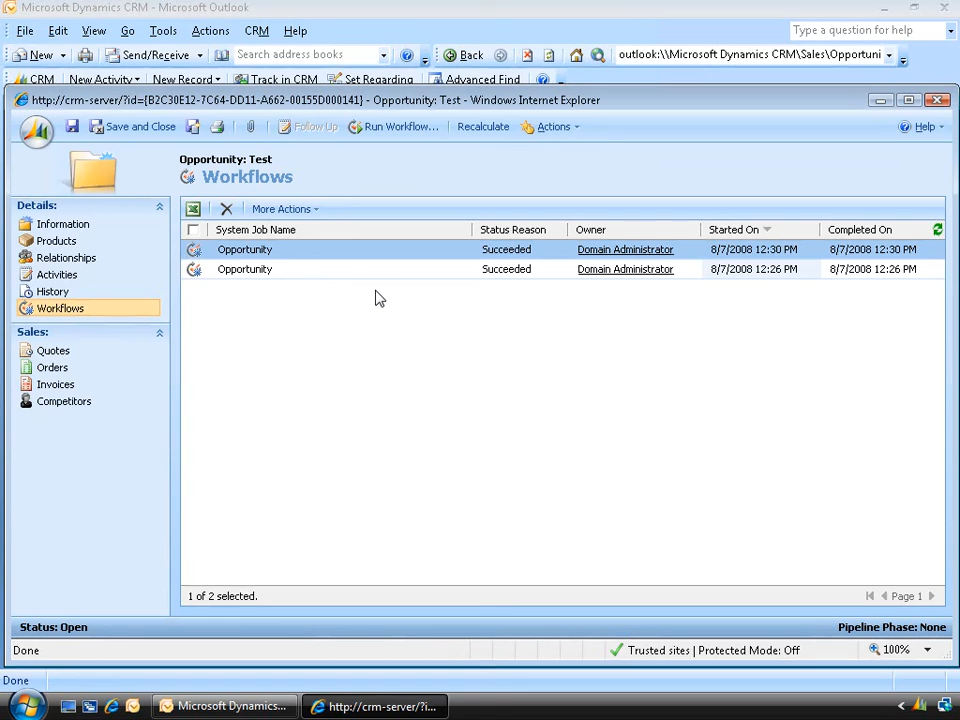 Microsoft Dynamics CRM - Microsoft Outlook
File Edit View Go Tools Actions CRM Help Type a question for help
New Send/Receive Search address books Back outlook:\\Microsoft Dynamics CRM\Sales\Opportuni
CRM New Activity New Record Track in CRM Set Regarding Advanced Find
http://crm-server/?id={B2C30E12-7C64-DD11-A662-00155D000141} - Opportunity: Test - Windows Internet Explorer
Save and Close Follow Up Run Workflow... Recalculate Actions Help
Opportunity: Test
Workflows
Details:
Information
Products
Relationships
Activities
History
Workflows
Sales:
Quotes
Orders
Invoices
Competitors
More Actions
System Job Name Status Reason Owner Started On Completed On
Opportunity Succeeded Domain Administrator 8/7/2008 12:30 PM 8/7/2008 12:30 PM
Opportunity Succeeded Domain Administrator 8/7/2008 12:26 PM 8/7/2008 12:26 PM
1 of 2 selected. Page 1
Status: Open Pipeline Phase: None
Done Trusted sites | Protected Mode: Off 100%
Done
Microsoft Dynamics... http://crm-server/?i...